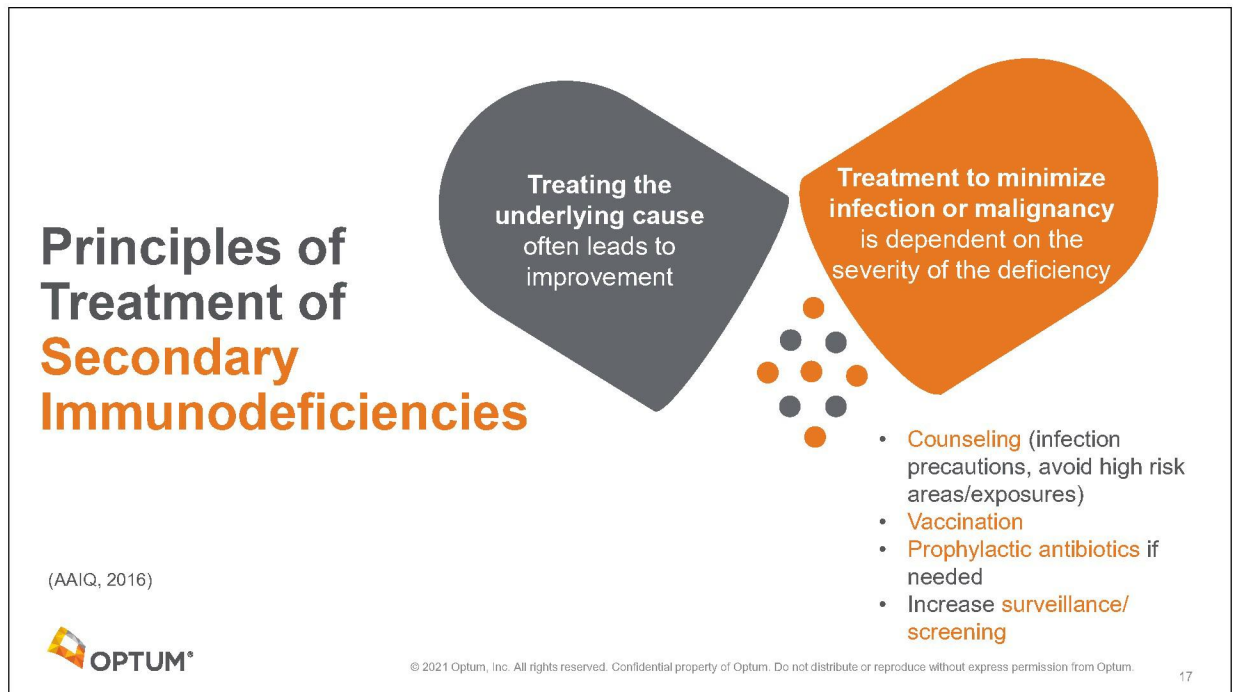 Principles of
Treatment of
Secondary
Immunodeficiencies
(AAIQ, 2016)
Treating the
underlying cause
often leads to
improvement
Treatment to minimize
infection or malignancy
is dependent on the
severity of the deficiency
• Counseling (infection
precautions, avoid high risk
areas/exposures)
• Vaccination
• Prophylactic antibiotics if
needed
• Increase surveillance/
screening
OPTUM®
© 2021 Optum, Inc. All rights reserved. Confidential property of Optum. Do not distribute or reproduce without express permission from Optum.
17